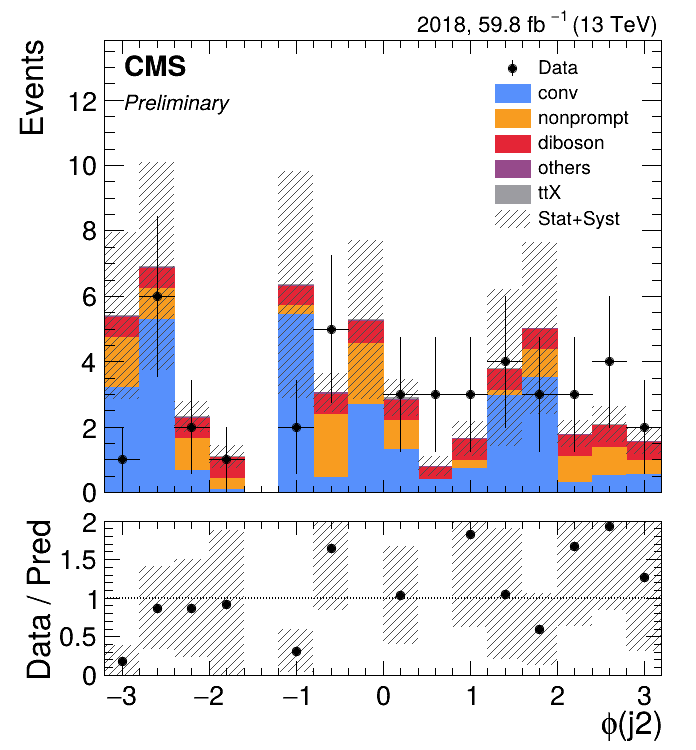 2018, 59.8 fb⁻¹ (13 TeV)
CMS
Preliminary
Events
Data
conv
nonprompt
diboson
others
ttX
Stat+Syst
12
10
8
6
4
2
0
Data / Pred
2
1.5
1
0.5
0
−3 −2 −1 0 1 2 3
ϕ(j2)